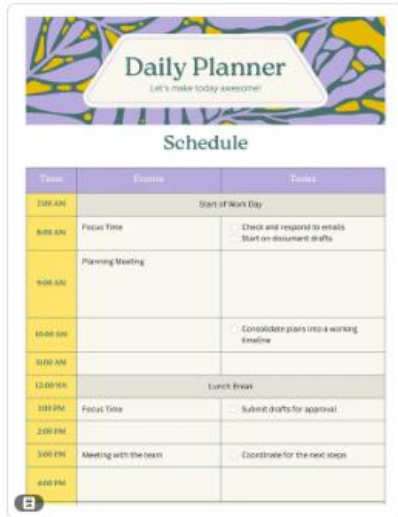 Daily Planner
Let's make today awesome!
Schedule
Time Events Tasks
7:00 AM Start of Work Day
8:00 AM Focus Time Check and respond to emails
Start on document drafts
9:00 AM Planning Meeting
10:00 AM Consolidate plans into a working
timeline
11:00 AM
12:00 NN Lunch Break
1:00 PM Focus Time Submit drafts for approval
2:00 PM
3:00 PM Meeting with the team Coordinate for the next steps
4:00 PM